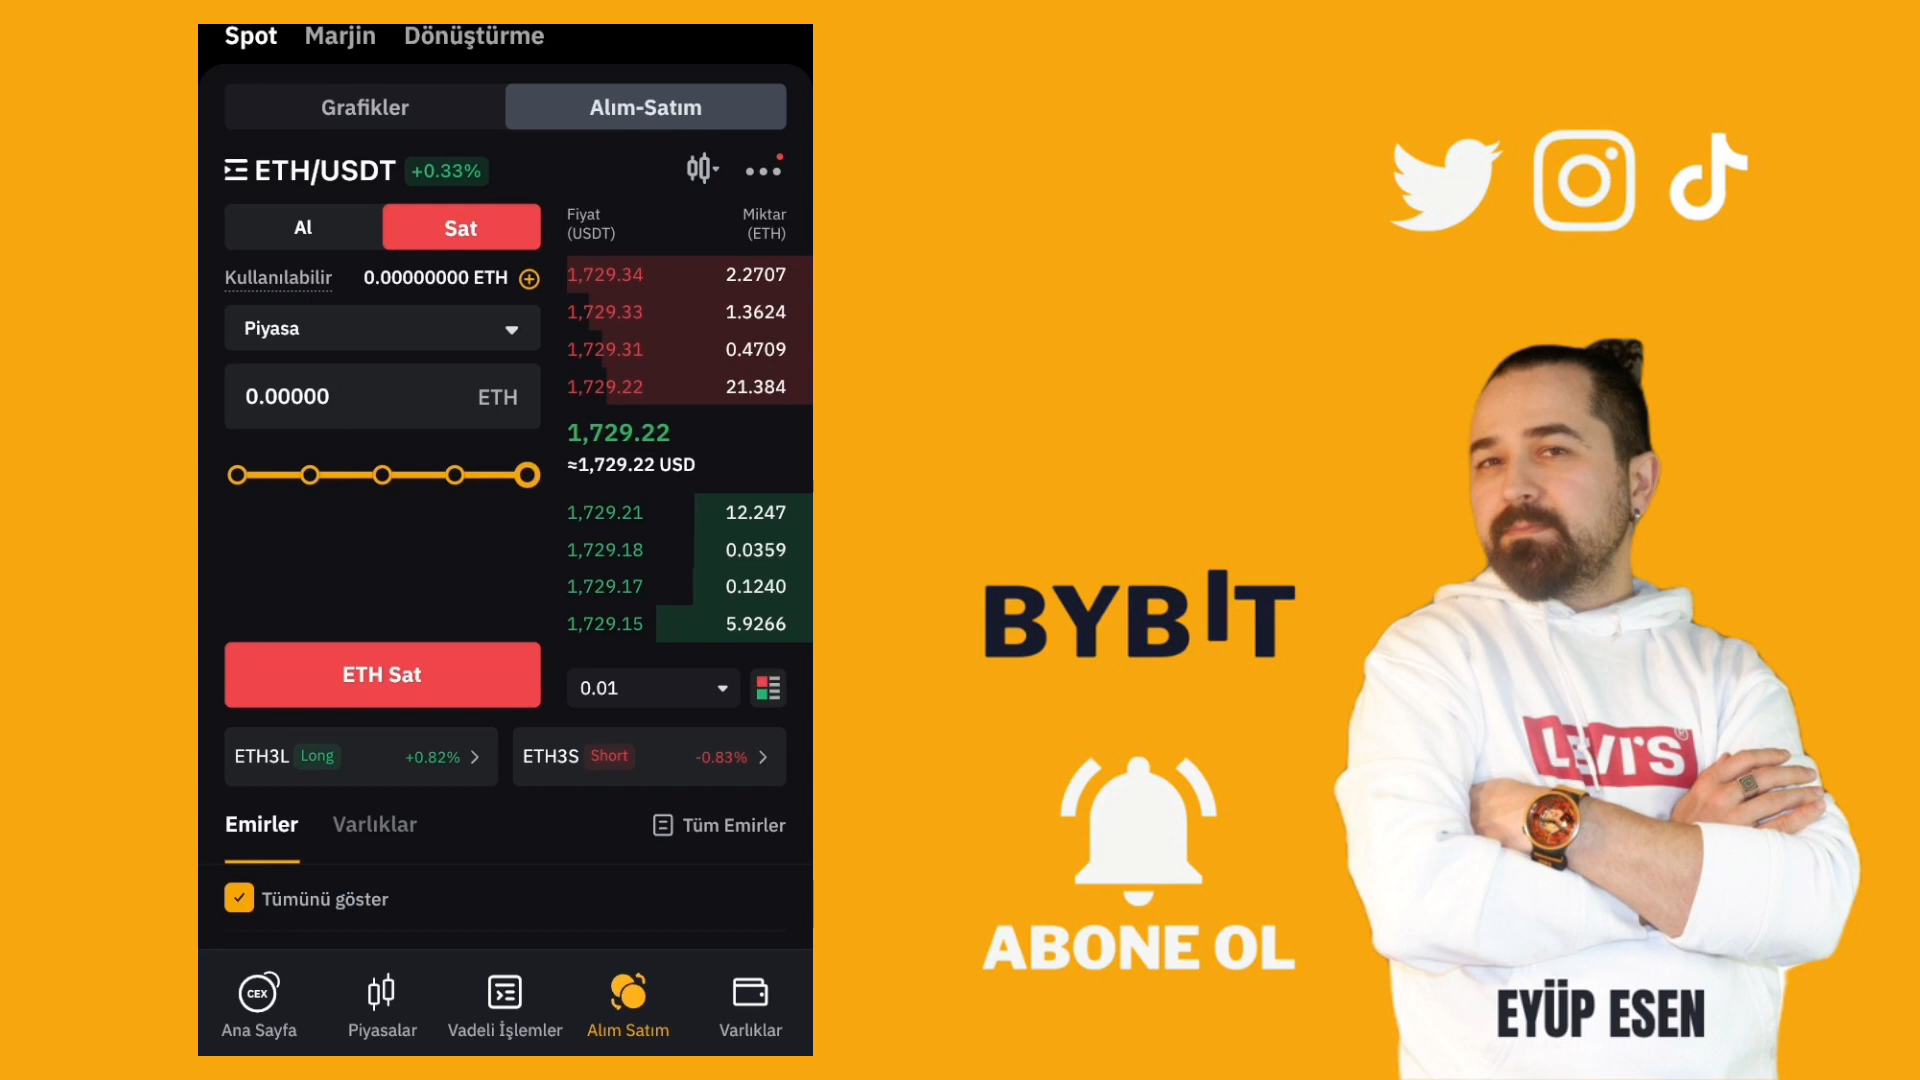 Spot Marjin Dönüştürme
Grafikler Alım-Satım
ETH/USDT +0.33%
Al Sat
Kullanılabilir 0.00000000 ETH
Piyasa
0.00000 ETH
ETH Sat
Fiyat Miktar
(USDT) (ETH)
1,729.34 2.2707
1,729.33 1.3624
1,729.31 0.4709
1,729.22 21.384
1,729.22
≈1,729.22 USD
1,729.21 12.247
1,729.18 0.0359
1,729.17 0.1240
1,729.15 5.9266
0.01
ETH3L Long +0.82%
ETH3S Short -0.83%
Emirler Varlıklar Tüm Emirler
Tümünü göster
CEX
Ana Sayfa Piyasalar Vadeli İşlemler Alım Satım Varlıklar
BYBIT
ABONE OL
LEVI'S®
EYÜP ESEN